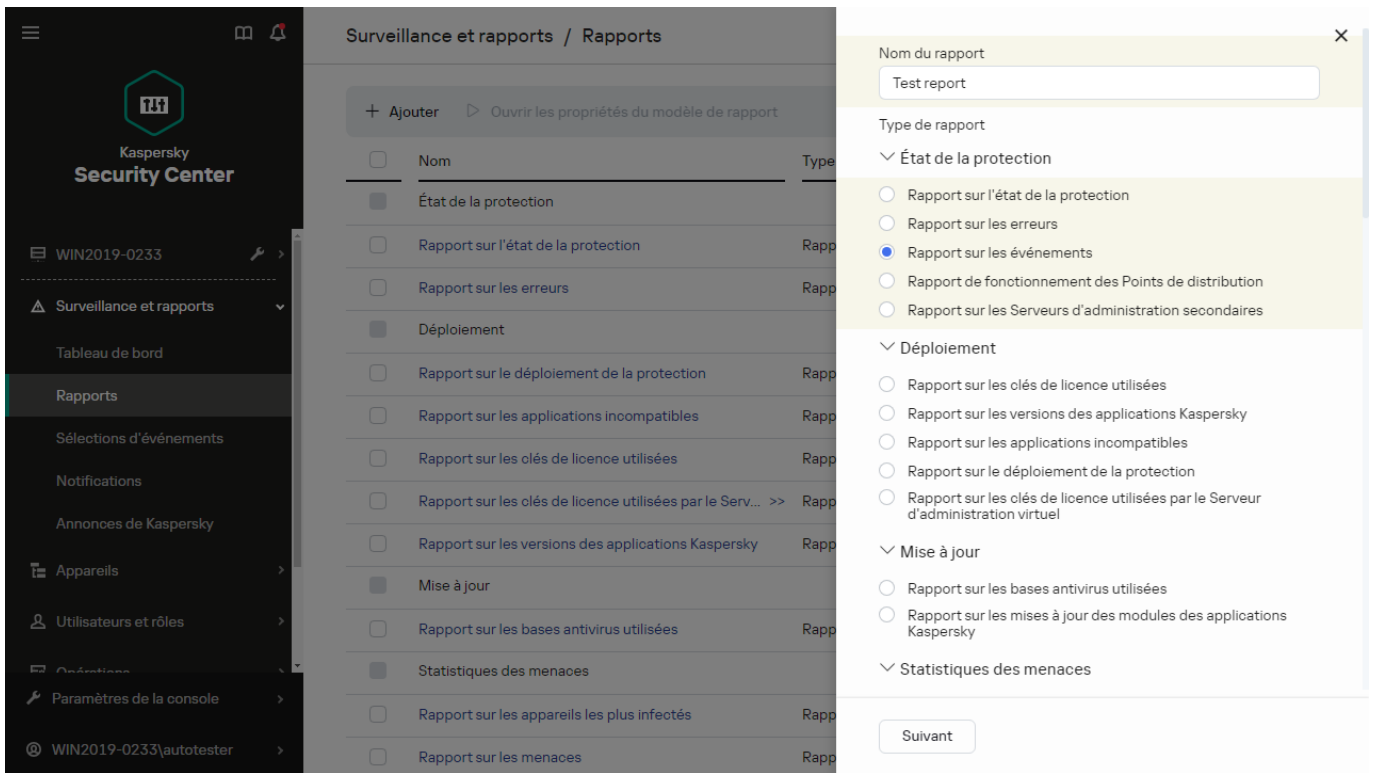 Kaspersky
Security Center
WIN2019-0233
Surveillance et rapports
Tableau de bord
Rapports
Sélections d'événements
Notifications
Annonces de Kaspersky
Appareils
Utilisateurs et rôles
Opérations
Paramètres de la console
WIN2019-0233\autotester
Surveillance et rapports / Rapports
+ Ajouter Ouvrir les propriétés du modèle de rapport
Nom Type
État de la protection
Rapport sur l'état de la protection Rapp
Rapport sur les erreurs Rapp
Déploiement
Rapport sur le déploiement de la protection Rapp
Rapport sur les applications incompatibles Rapp
Rapport sur les clés de licence utilisées Rapp
Rapport sur les clés de licence utilisées par le Serv... >> Rapp
Rapport sur les versions des applications Kaspersky Rapp
Mise à jour
Rapport sur les bases antivirus utilisées Rapp
Statistiques des menaces
Rapport sur les appareils les plus infectés Rapp
Rapport sur les menaces Rapp
Nom du rapport
Test report
Type de rapport
État de la protection
Rapport sur l'état de la protection
Rapport sur les erreurs
Rapport sur les événements
Rapport de fonctionnement des Points de distribution
Rapport sur les Serveurs d'administration secondaires
Déploiement
Rapport sur les clés de licence utilisées
Rapport sur les versions des applications Kaspersky
Rapport sur les applications incompatibles
Rapport sur le déploiement de la protection
Rapport sur les clés de licence utilisées par le Serveur
d'administration virtuel
Mise à jour
Rapport sur les bases antivirus utilisées
Rapport sur les mises à jour des modules des applications
Kaspersky
Statistiques des menaces
Suivant